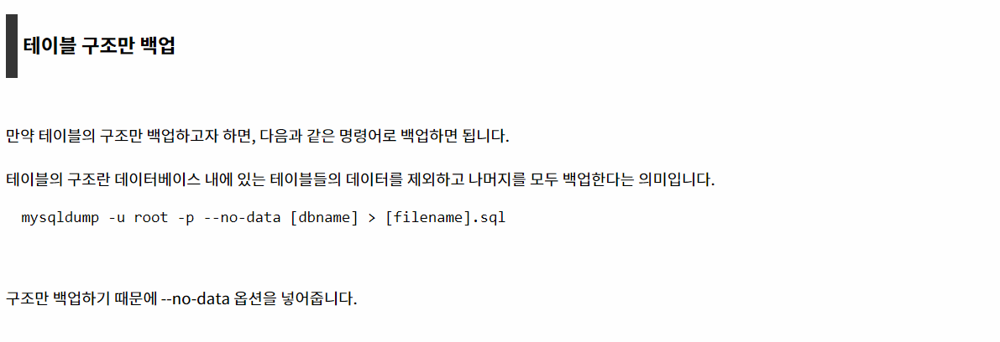 테이블 구조만 백업
만약 테이블의 구조만 백업하고자 하면, 다음과 같은 명령어로 백업하면 됩니다.
테이블의 구조란 데이터베이스 내에 있는 테이블들의 데이터를 제외하고 나머지를 모두 백업한다는 의미입니다.
mysqldump -u root -p --no-data [dbname] > [filename].sql
구조만 백업하기 때문에 --no-data 옵션을 넣어줍니다.